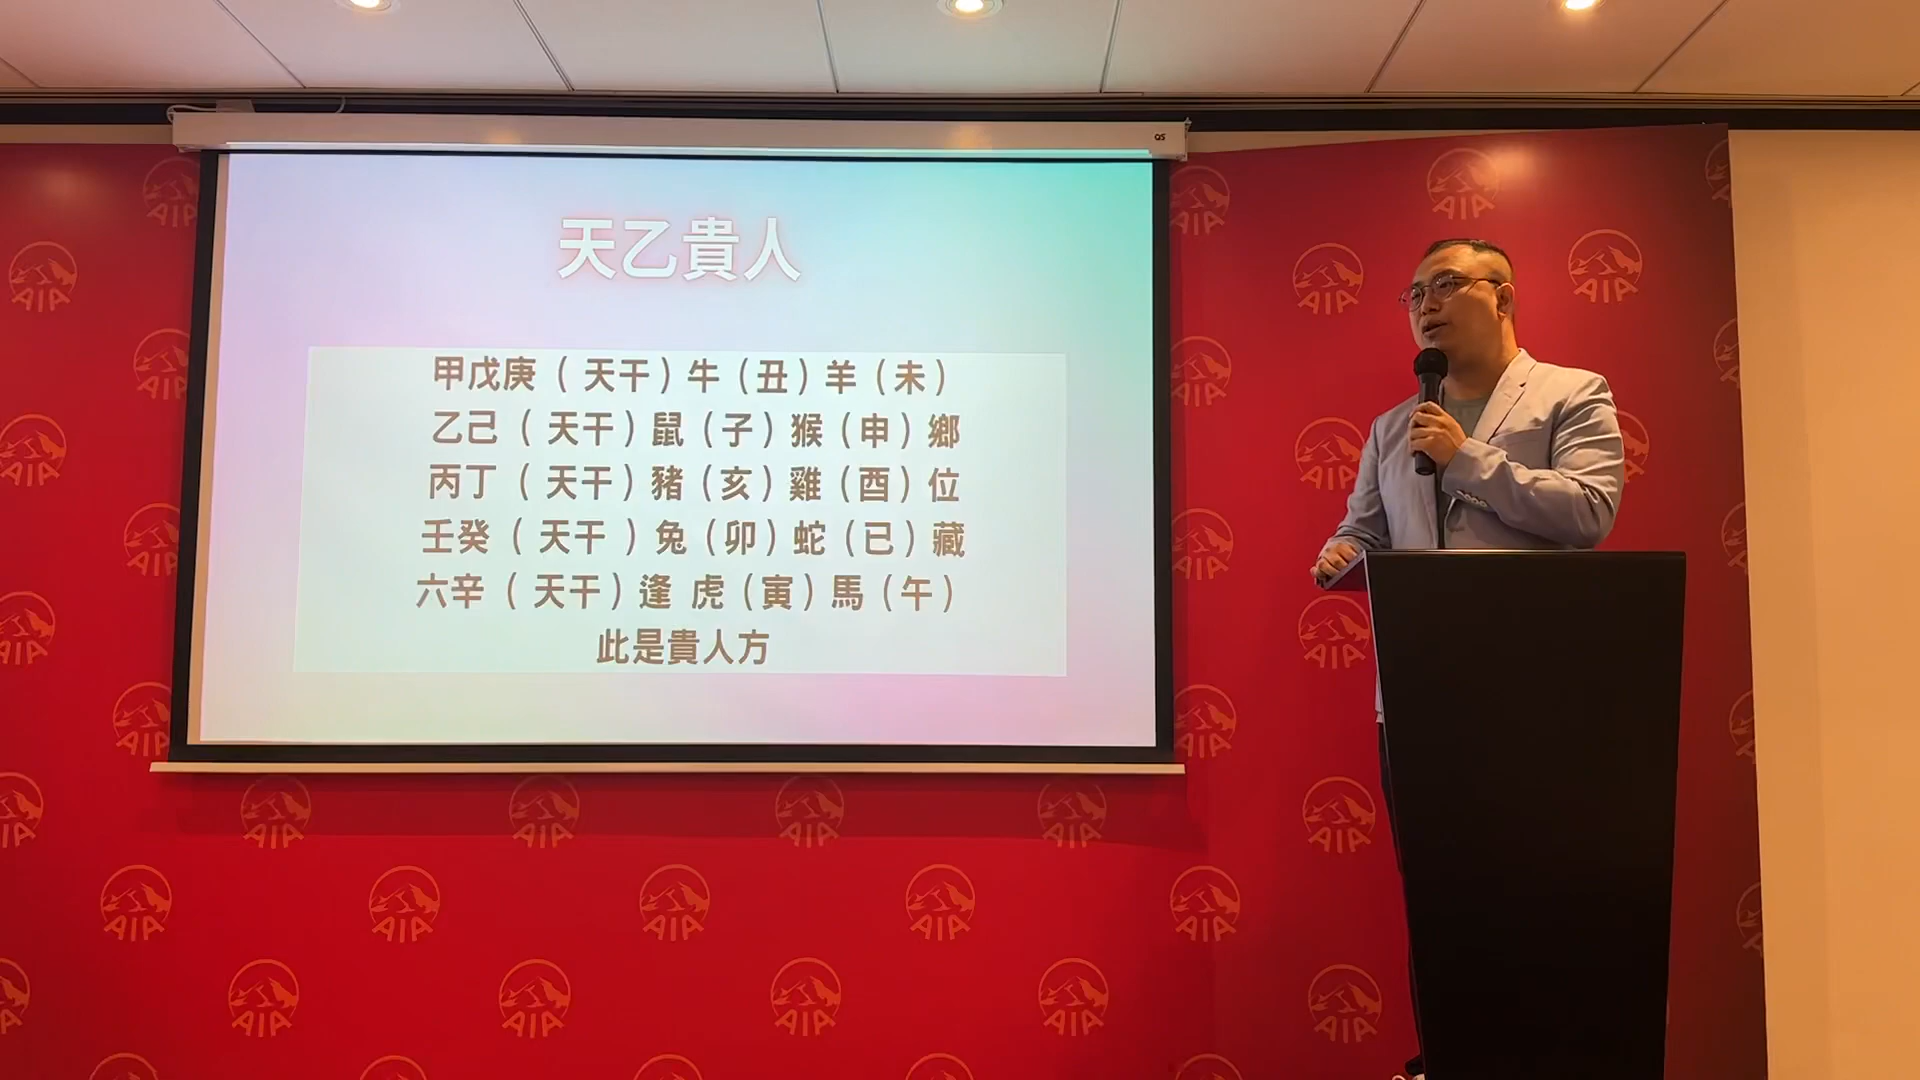 天乙貴人
甲戊庚（天干）牛（丑）羊（未）
乙己（天干）鼠（子）猴（申）鄉
丙丁（天干）豬（亥）雞（酉）位
壬癸（天干）兔（卯）蛇（已）藏
六辛（天干）逢 虎（寅）馬（午）
此是貴人方
AIA